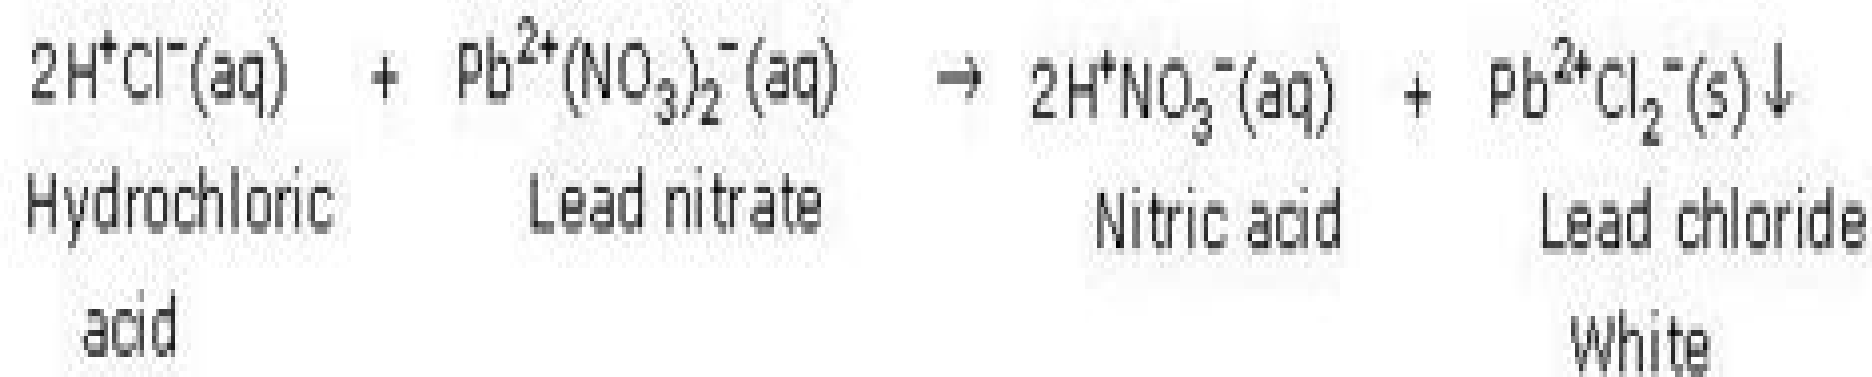 2H⁺Cl⁻(aq) + Pb²⁺(NO₃)₂⁻(aq) → 2H⁺NO₃⁻(aq) + Pb²⁺Cl₂⁻(s)↓
Hydrochloric Lead nitrate Nitric acid Lead chloride
acid White